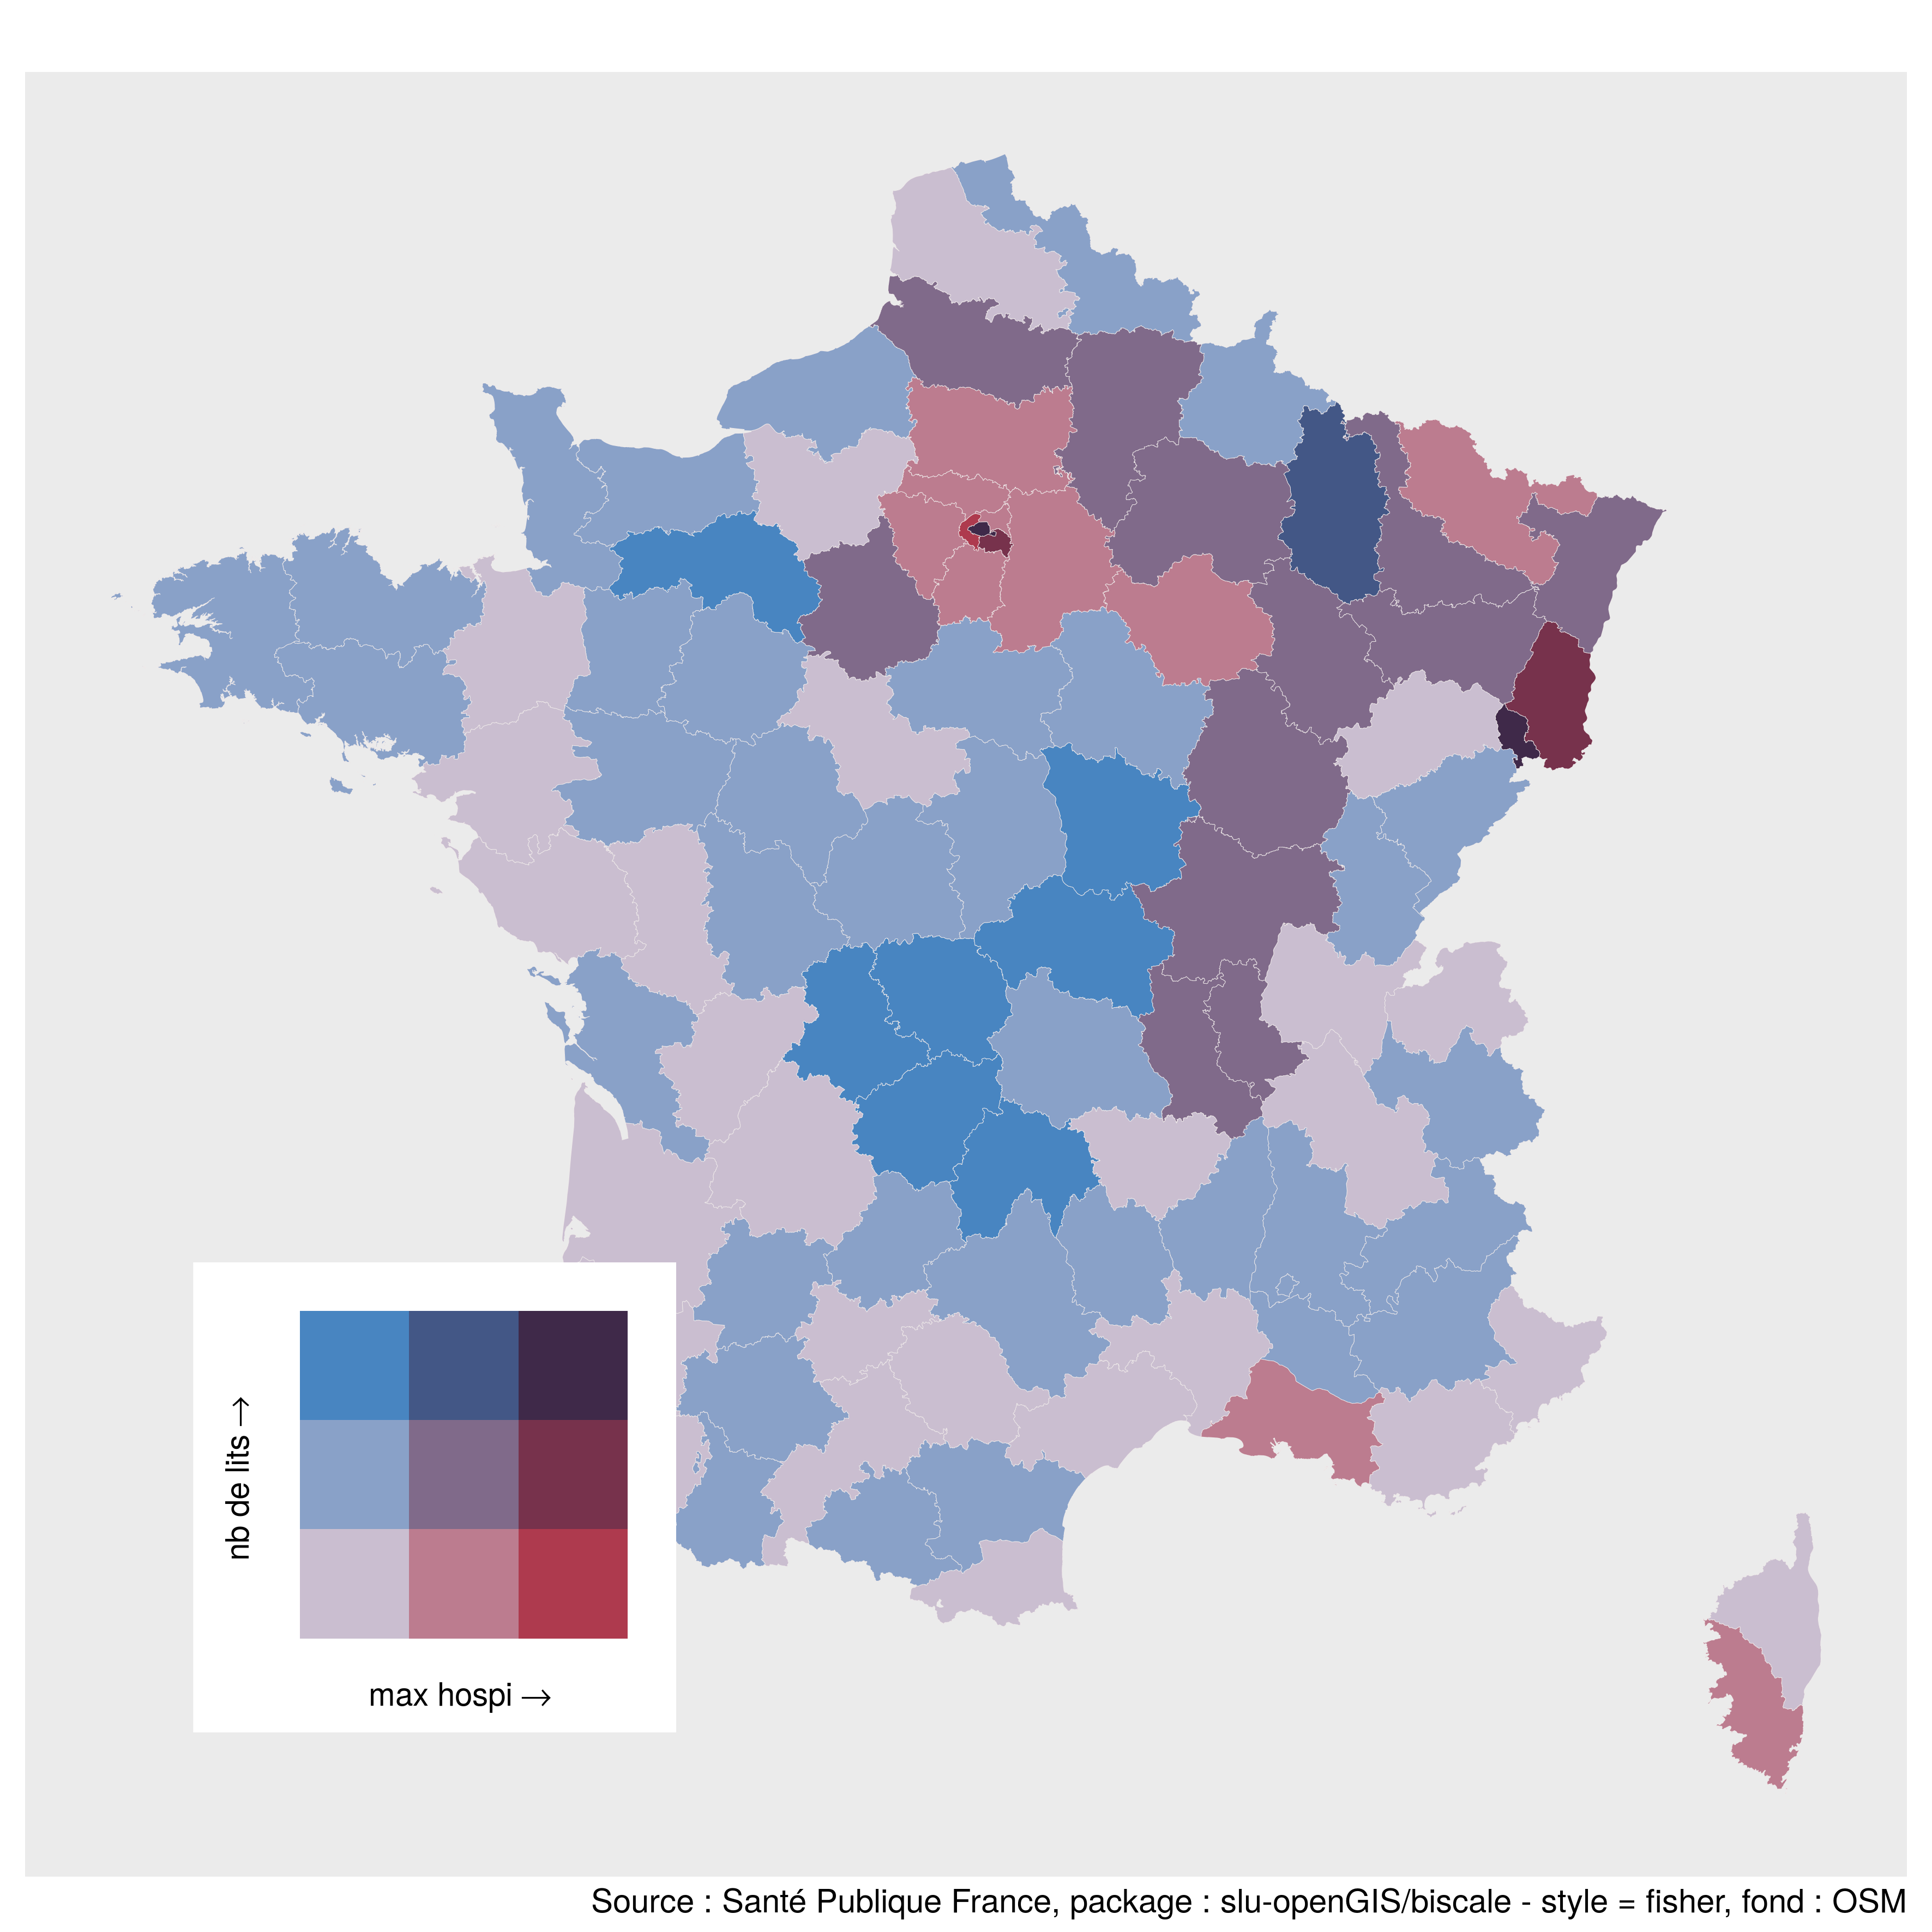 nb de lits →
max hospi →
Source : Santé Publique France, package : slu-openGIS/biscale - style = fisher, fond : OSM